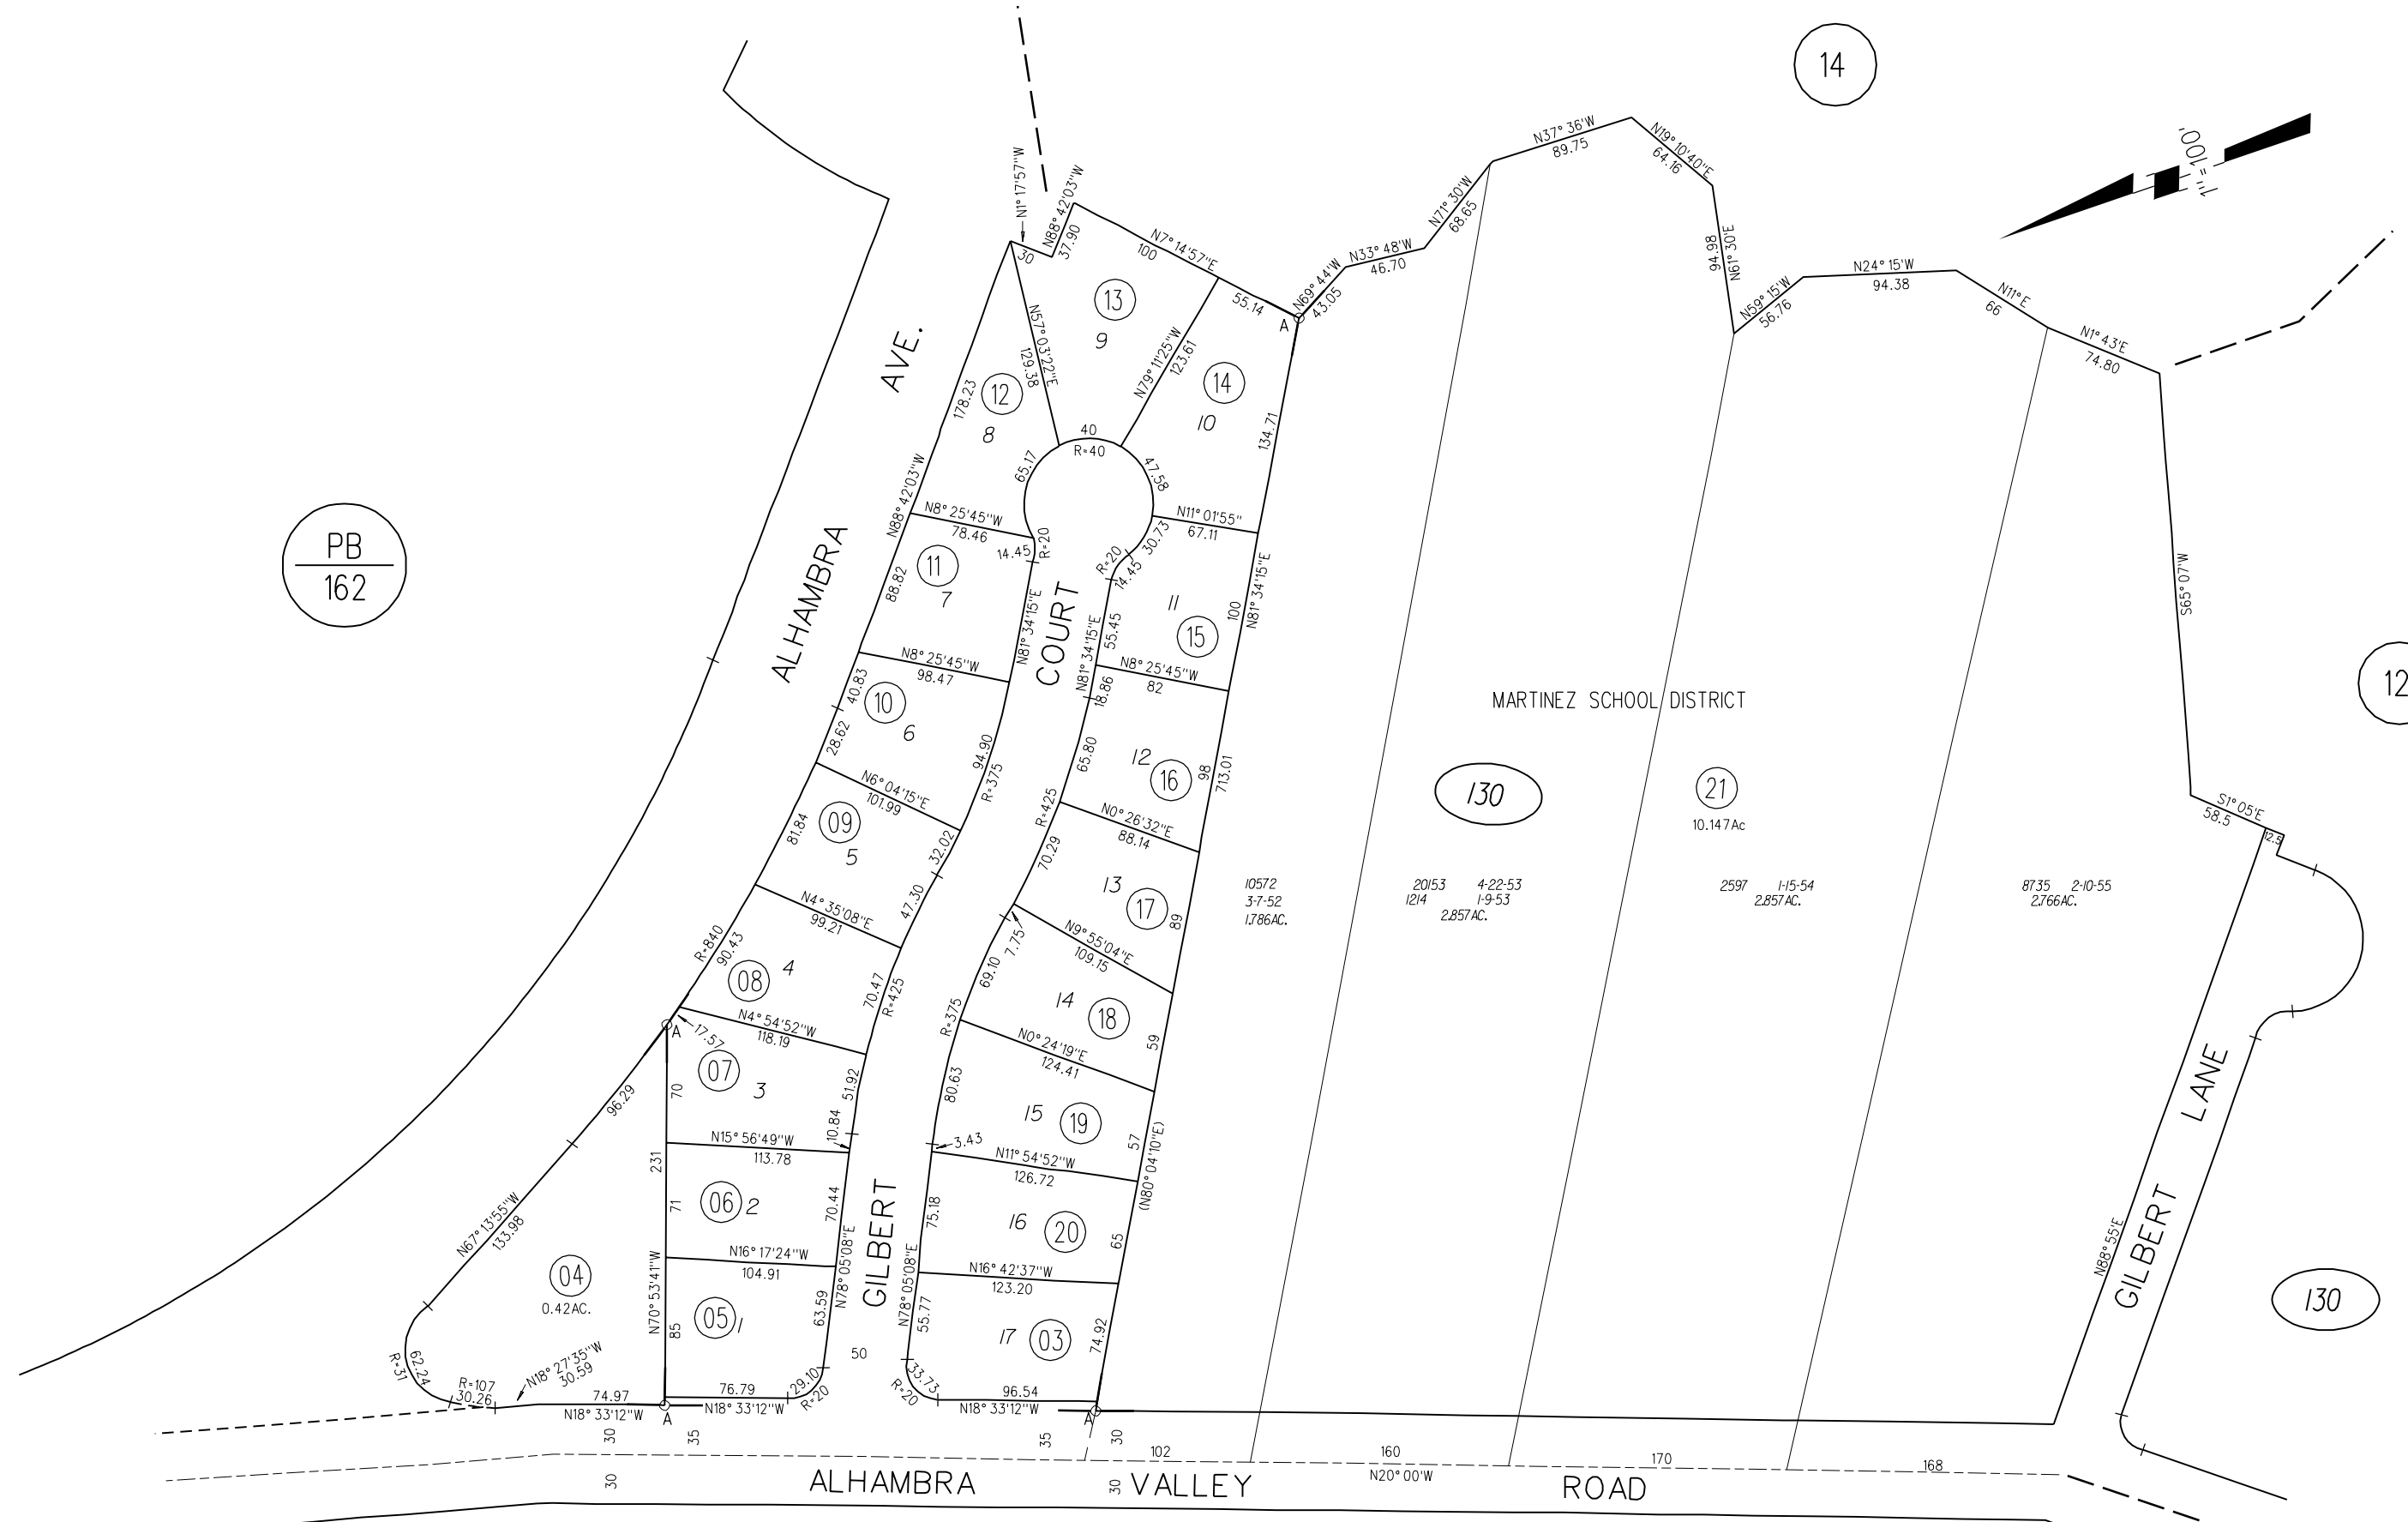 14
1"=100'
PB
162
12
130
130
MARTINEZ SCHOOL DISTRICT
21
10.147Ac
10572
3-7-52
1.786AC.
20153 4-22-53
1214 1-9-53
2.857AC.
2597 1-15-54
2.857AC.
8735 2-10-55
2.766AC.
ALHAMBRA AVE.
GILBERT COURT
GILBERT LANE
ALHAMBRA VALLEY ROAD
N1°17'57"W
30
N88°42'03"W
37.90
N7°14'57"E
100
55.14
A
N69°44'W
43.05
N33°48'W
46.70
N71°30'W
68.65
N37°36'W
89.75
N19°10'40"E
64.16
N61°30'E
94.98
N59°15'W
56.76
N24°15'W
94.38
N11°E
66
N1°43'E
74.80
S65°07'W
S1°05'E
58.5
12.5
N88°55'E
13
9
N57°03'22"E
129.38
N79°11'25"W
123.61
14
10
134.71
12
8
178.23
N88°42'03"W
65.17
40
R=40
47.58
N11°01'55"
67.11
30.73
R=20
14.45
N8°25'45"W
78.46
14.45
R=20
11
7
88.82
N81°34'15"E
N81°34'15"E
55.45
11
15
100
N81°34'15"E
N8°25'45"W
98.47
N8°25'45"W
82
18.86
40.83
10
6
28.62
94.90
R=375
65.80
R=425
12
16
98
713.01
N6°04'15"E
101.99
N0°26'32"E
88.14
09
5
81.84
32.02
47.30
70.29
13
17
89
N4°35'08"E
99.21
N9°55'04"E
109.15
7.75
R=840
90.43
08
4
70.47
R=425
69.10
R=375
14
18
59
A
17.57
N4°54'52"W
118.19
N0°24'19"E
124.41
96.29
70
07
3
51.92
10.84
80.63
3.43
15
19
57
(N80°04'10"E)
N15°56'49"W
113.78
N11°54'52"W
126.72
231
71
06
2
70.44
75.18
16
20
65
N67°13'55"W
133.98
N16°17'24"W
104.91
N16°42'37"W
123.20
N78°05'08"E
N78°05'08"E
04
0.42AC.
N70°53'41"W
85
05
1
63.59
55.77
17
03
74.92
50
R=31
62.24
R=107
30.26
N18°27'35"W
30.59
74.97
N18°33'12"W
A
76.79
N18°33'12"W
29.10
R=20
33.73
R=20
96.54
N18°33'12"W
A
30
35
35
30
30
30
102
160
N20°00'W
170
168